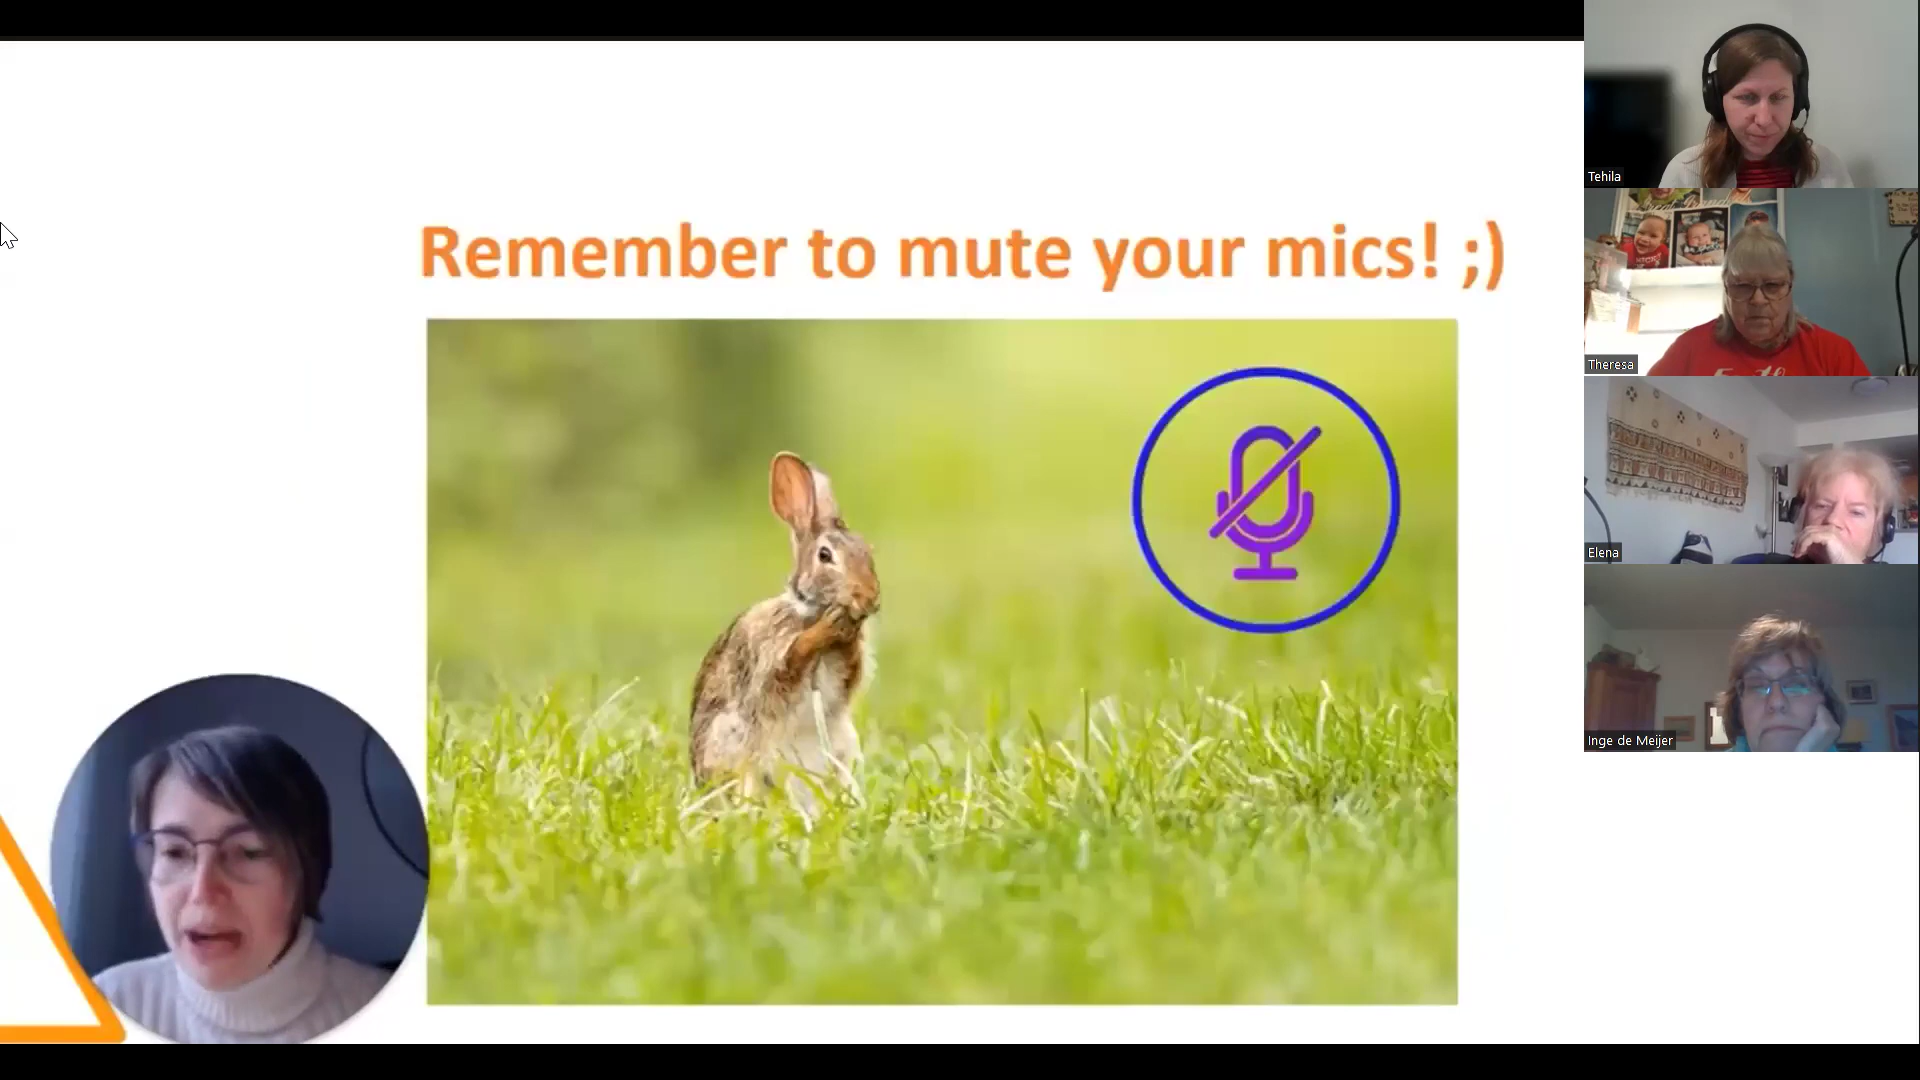 Remember to mute your mics! ;)
Tehila
Theresa
Elena
Inge de Meijer